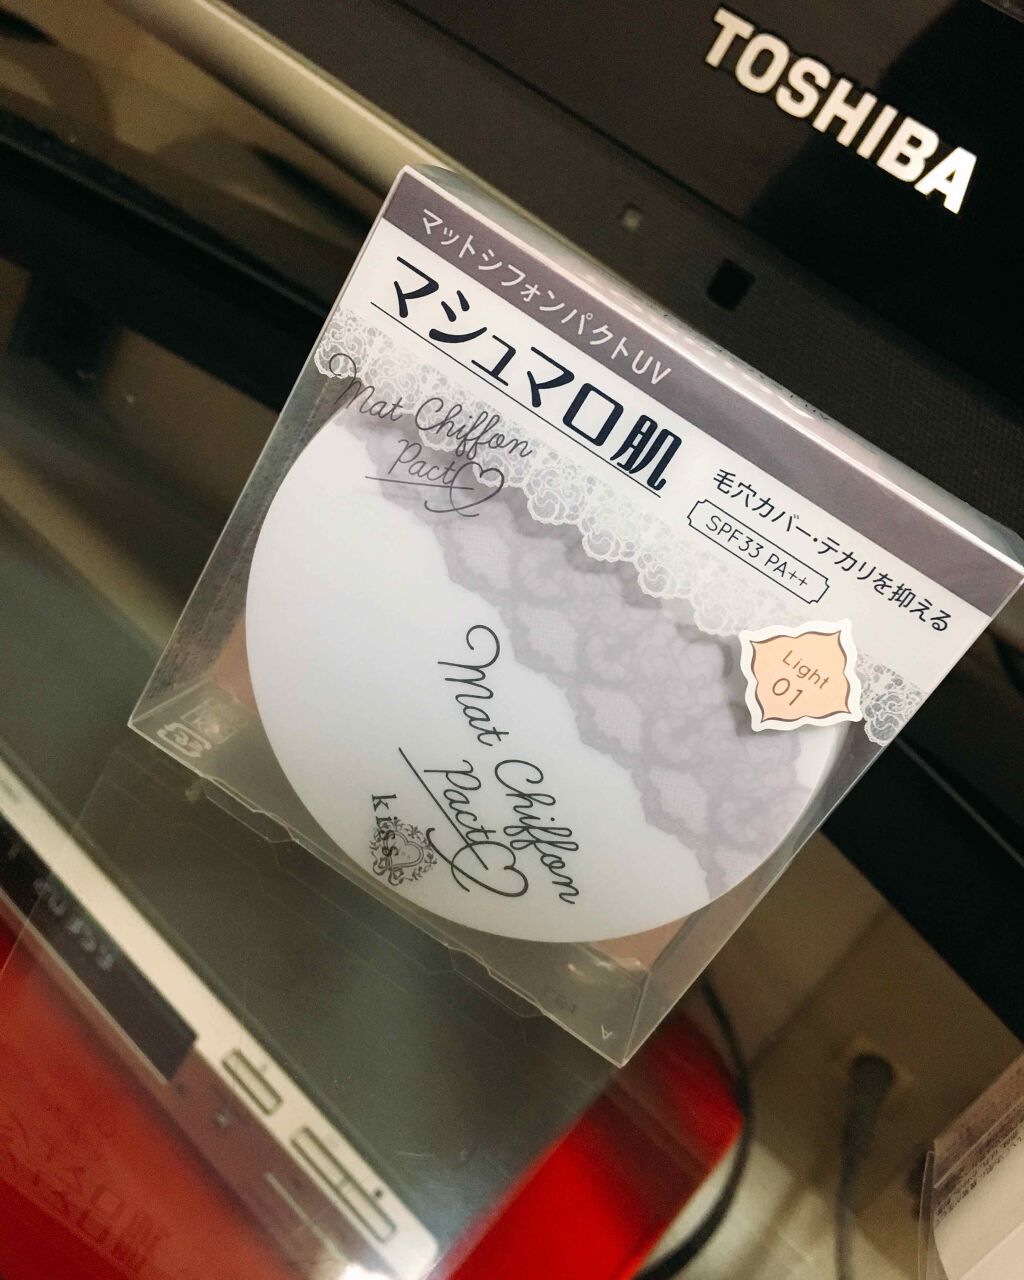 TOSHIBA
マットシフォンパクトUV
マシュマロ肌
毛穴カバー・テカリを抑える
SPF33 PA++
Mat Chiffon
Pact
Light
01
Mat Chiffon
Pact
kiss
A